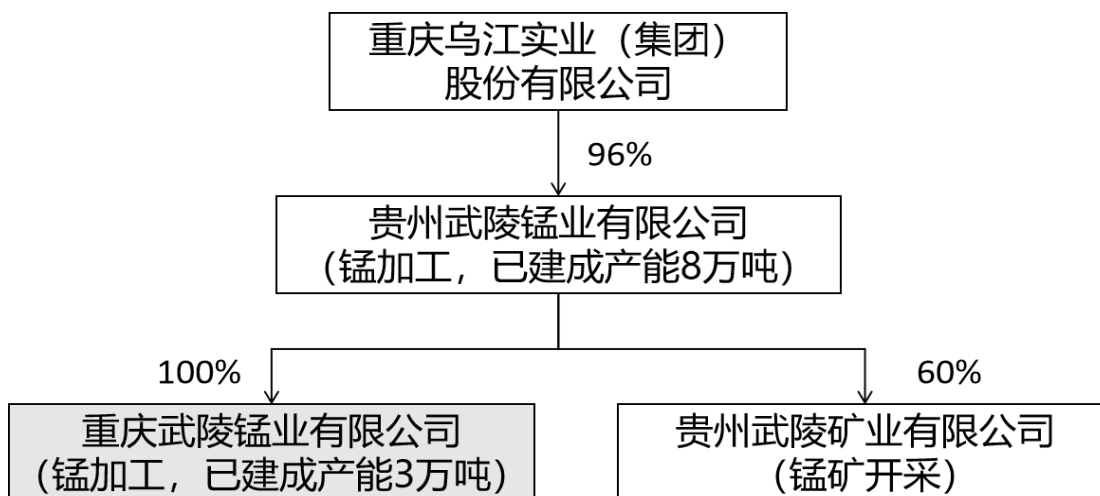 重庆乌江实业（集团）
股份有限公司
96%
贵州武陵锰业有限公司
（锰加工，已建成产能8万吨）
100%
60%
重庆武陵锰业有限公司
（锰加工，已建成产能3万吨）
贵州武陵矿业有限公司
（锰矿开采）